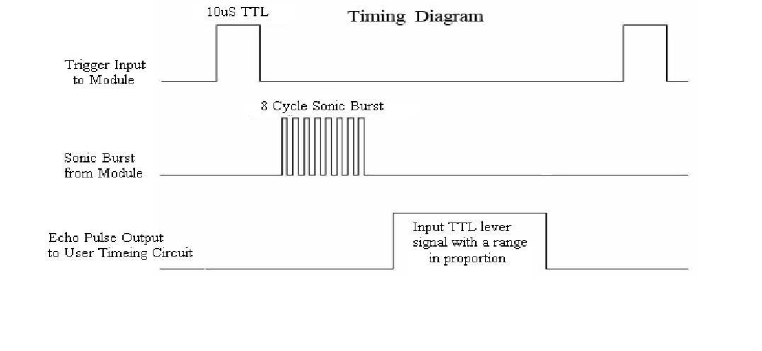 10uS TTL
Timing Diagram
Trigger Input
to Module
8 Cycle Sonic Burst
Sonic Burst
from Module
Input TTL lever
signal with a range
in proportion
Echo Pulse Output
to User Timeing Circuit